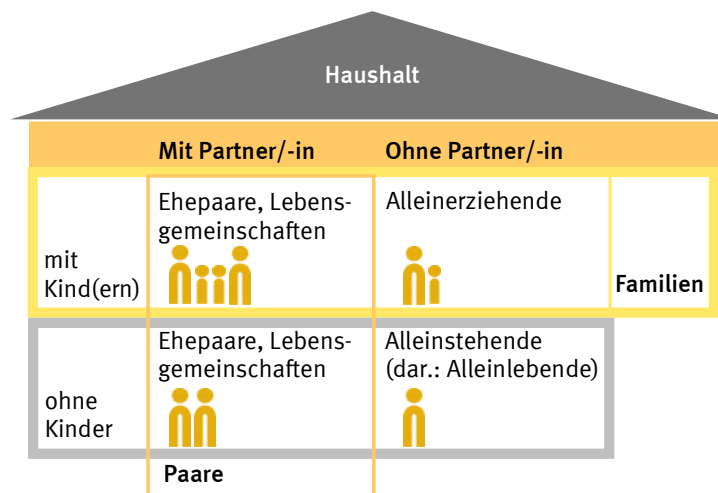 Haushalt
Mit Partner/-in
Ohne Partner/-in
mit
Kind(ern)
Ehepaare, Lebens-
gemeinschaften
Alleinerziehende
Familien
ohne
Kinder
Ehepaare, Lebens-
gemeinschaften
Alleinstehende
(dar.: Alleinlebende)
Paare